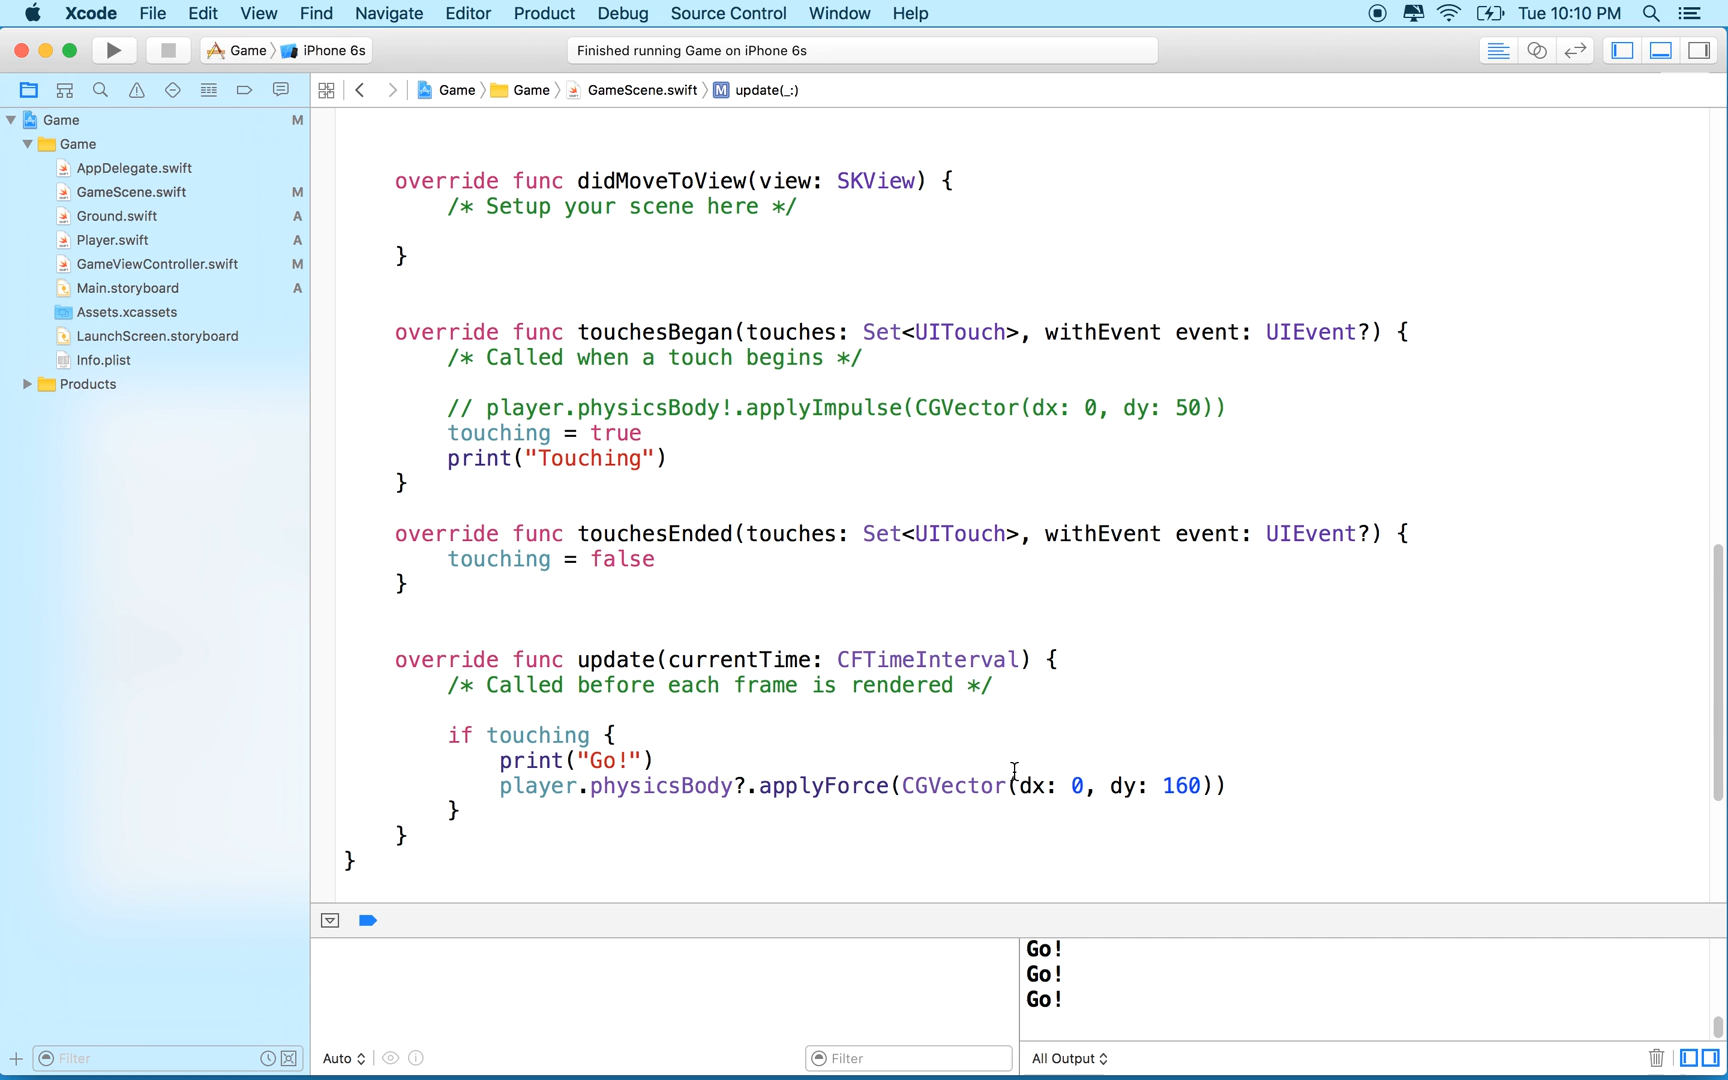 Xcode File Edit View Find Navigate Editor Product Debug Source Control Window Help Tue 10:10 PM
Game iPhone 6s Finished running Game on iPhone 6s
Game Game GameScene.swift M update(_:)
Game M
Game
AppDelegate.swift
GameScene.swift M
Ground.swift A
Player.swift A
GameViewController.swift M
Main.storyboard A
Assets.xcassets
LaunchScreen.storyboard
Info.plist
Products
override func didMoveToView(view: SKView) {
/* Setup your scene here */
}
override func touchesBegan(touches: Set<UITouch>, withEvent event: UIEvent?) {
/* Called when a touch begins */
// player.physicsBody!.applyImpulse(CGVector(dx: 0, dy: 50))
touching = true
print("Touching")
}
override func touchesEnded(touches: Set<UITouch>, withEvent event: UIEvent?) {
touching = false
}
override func update(currentTime: CFTimeInterval) {
/* Called before each frame is rendered */
if touching {
print("Go!")
player.physicsBody?.applyForce(CGVector(dx: 0, dy: 160))
}
}
}
Go!
Go!
Go!
Filter Auto Filter All Output